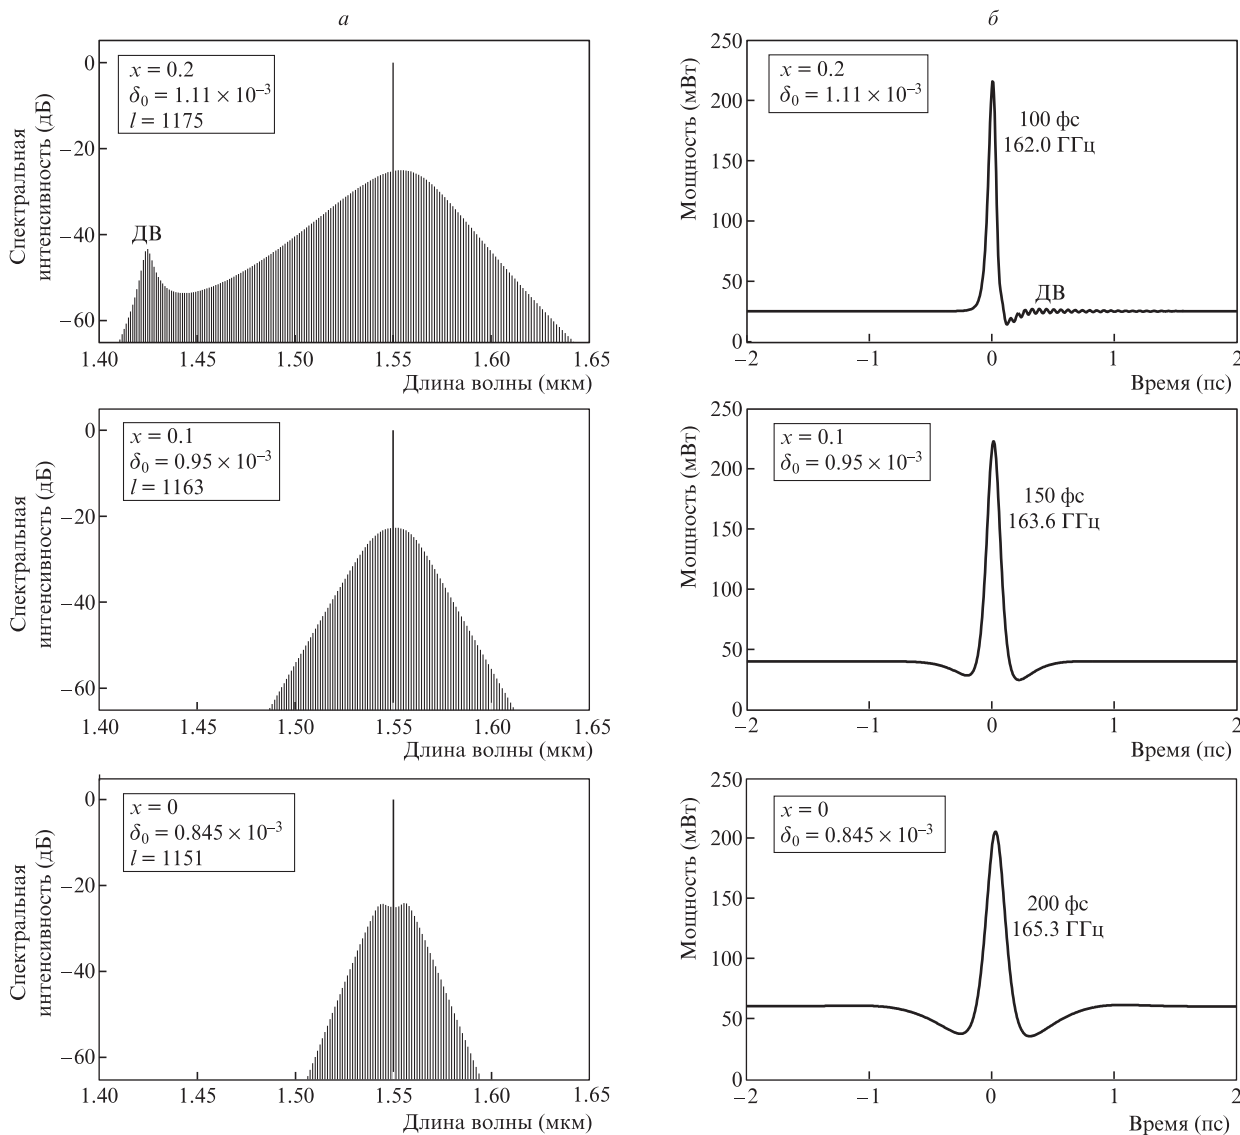 а
Спектральная
интенсивность (дБ)
0
−20
−40
−60
x = 0.2
δ₀ = 1.11 × 10⁻³
l = 1175
ДВ
1.40
1.45
1.50
1.55
1.60
1.65
Длина волны (мкм)
б
Мощность (мВт)
250
200
150
100
50
0
x = 0.2
δ₀ = 1.11 × 10⁻³
100 фс
162.0 ГГц
ДВ
−2
−1
0
1
2
Время (пс)
Спектральная
интенсивность (дБ)
0
−20
−40
−60
x = 0.1
δ₀ = 0.95 × 10⁻³
l = 1163
1.40
1.45
1.50
1.55
1.60
1.65
Длина волны (мкм)
Мощность (мВт)
250
200
150
100
50
0
x = 0.1
δ₀ = 0.95 × 10⁻³
150 фс
163.6 ГГц
−2
−1
0
1
2
Время (пс)
Спектральная
интенсивность (дБ)
0
−20
−40
−60
x = 0
δ₀ = 0.845 × 10⁻³
l = 1151
1.40
1.45
1.50
1.55
1.60
1.65
Длина волны (мкм)
Мощность (мВт)
250
200
150
100
50
0
x = 0
δ₀ = 0.845 × 10⁻³
200 фс
165.3 ГГц
−2
−1
0
1
2
Время (пс)